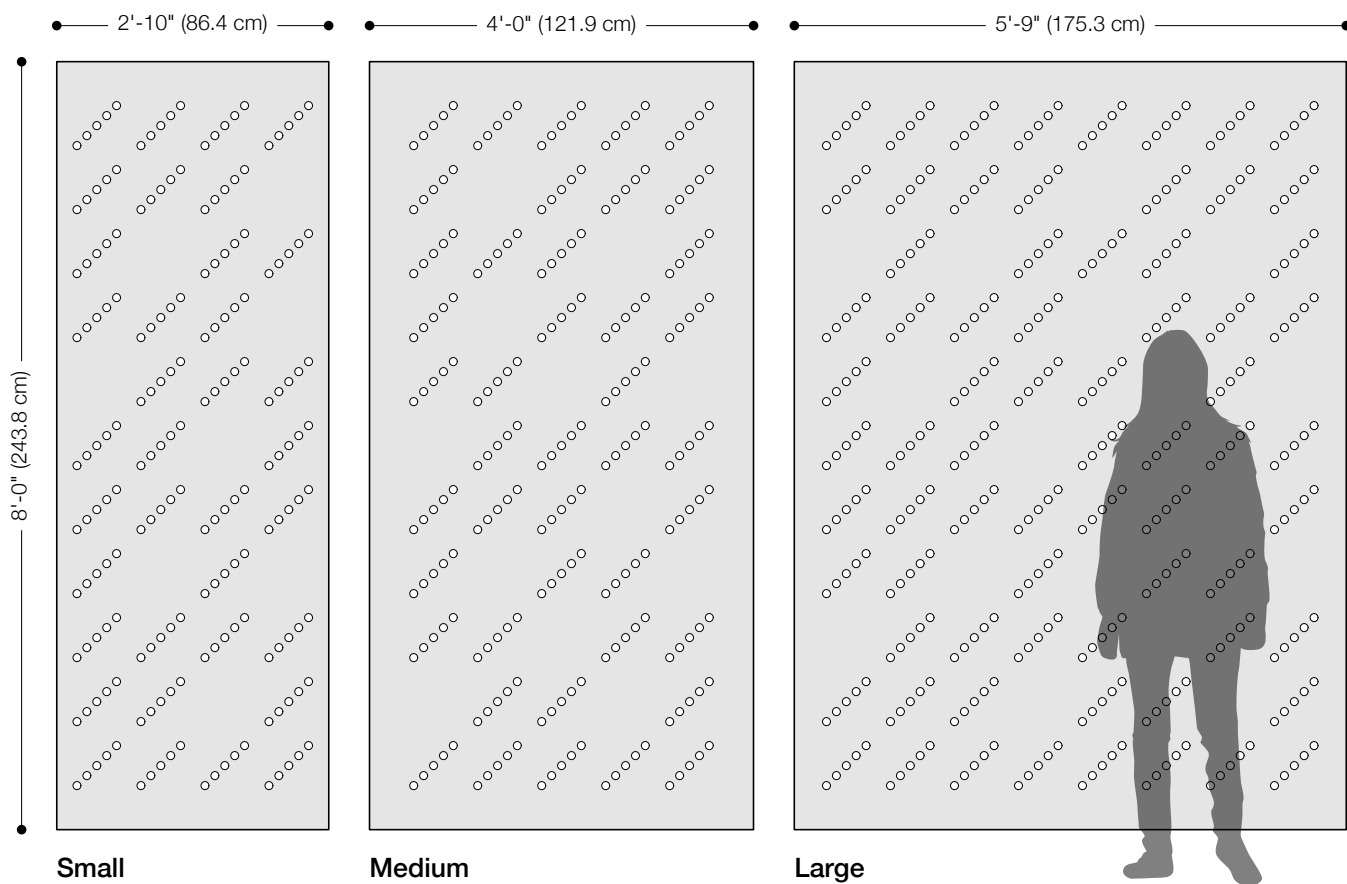 2'-10" (86.4 cm)
4'-0" (121.9 cm)
5'-9" (175.3 cm)
8'-0" (243.8 cm)
Small
Medium
Large